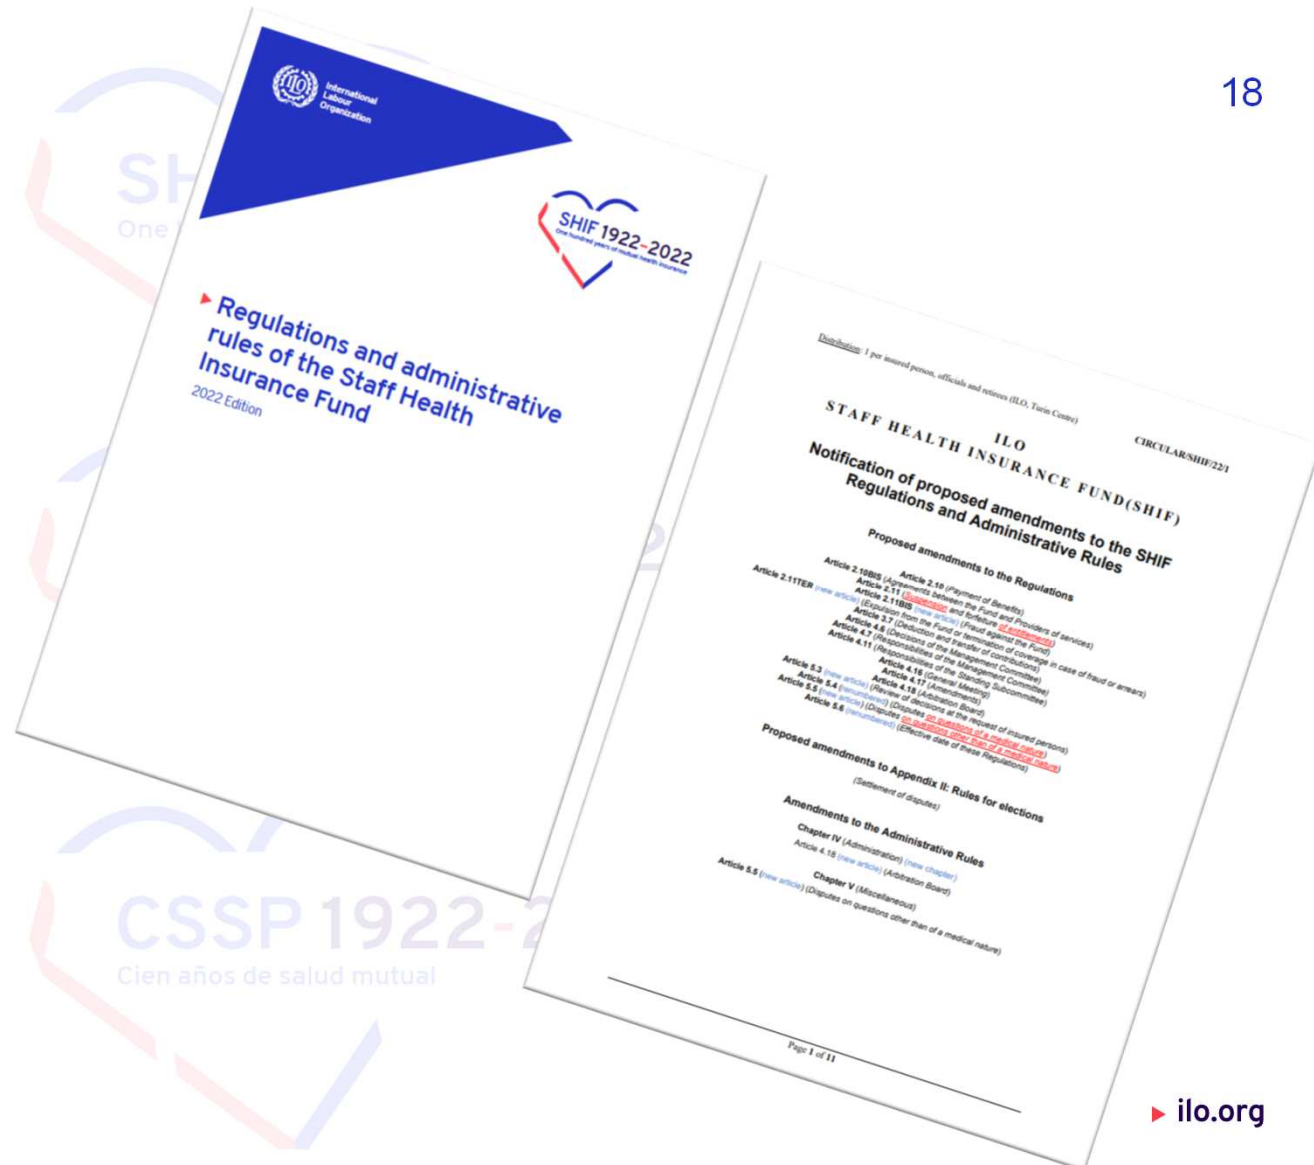 18
International
Labour
Organization
SHIF 1922-2022
One hundred years of mutual health insurance
Regulations and administrative
rules of the Staff Health
Insurance Fund
2022 Edition
Distribution: 1 per insured person, officials and retirees (ILO, Turin Centre)
CIRCULAR/SHIF/22/1
ILO
STAFF HEALTH INSURANCE FUND(SHIF)
Notification of proposed amendments to the SHIF
Regulations and Administrative Rules
Proposed amendments to the Regulations
Article 2.10 (Payment of Benefits)
Article 2.10BIS (Agreements between the Fund and Providers of services)
Article 2.11 (Suspension and forfeiture of entitlements)
Article 2.11BIS (new article) (Fraud against the Fund)
Article 2.11TER (new article) (Expulsion from the Fund or termination of coverage in case of fraud or arrears)
Article 3.7 (Deduction and transfer of contributions)
Article 4.6 (Decisions of the Management Committee)
Article 4.7 (Responsibilities of the Management Committee)
Article 4.11 (Responsibilities of the Standing Subcommittee)
Article 4.16 (General Meeting)
Article 4.17 (Amendments)
Article 4.18 (Arbitration Board)
Article 5.3 (new article) (Review of decisions at the request of insured persons)
Article 5.4 (renumbered) (Disputes on questions of a medical nature)
Article 5.5 (new article) (Disputes on questions other than of a medical nature)
Article 5.6 (renumbered) (Effective date of these Regulations)
Proposed amendments to Appendix II: Rules for elections
(Settlement of disputes)
Amendments to the Administrative Rules
Chapter IV (Administration) (new chapter)
Article 4.18 (new article) (Arbitration Board)
Chapter V (Miscellaneous)
Article 5.5 (new article) (Disputes on questions other than of a medical nature)
Page 1 of 11
SH
One
2
CSSP 1922-2
Cien años de salud mutual
ilo.org